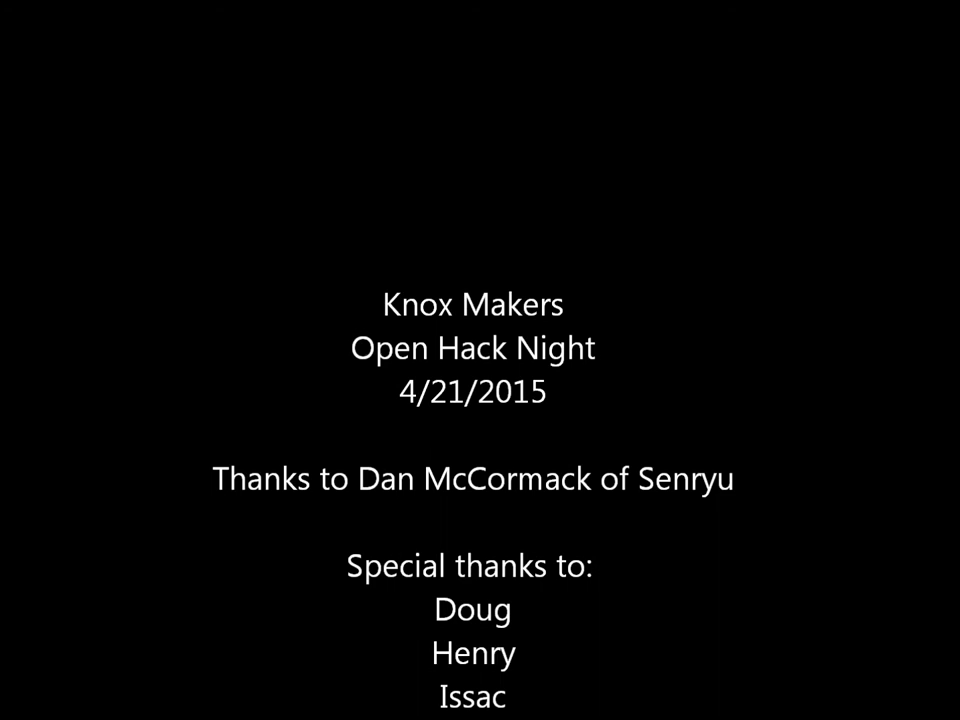 Knox Makers
Open Hack Night
4/21/2015
Thanks to Dan McCormack of Senryu
Special thanks to:
Doug
Henry
Issac